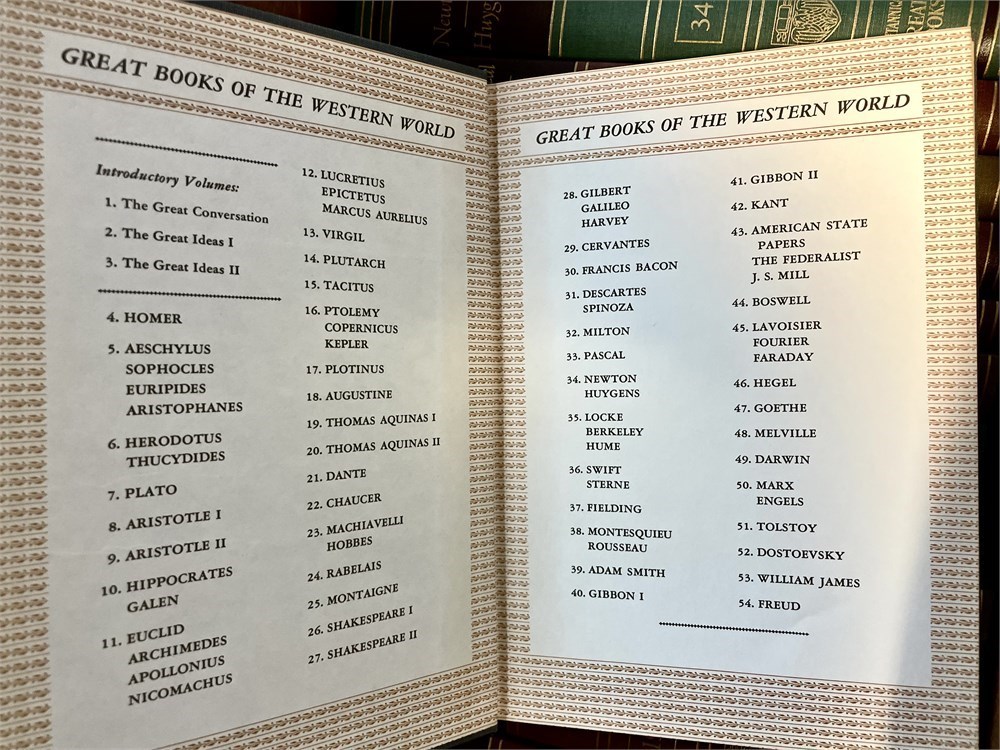 New
Huyg
34
GREAT BOOKS OF THE WESTERN WORLD
Introductory Volumes:
1. The Great Conversation
2. The Great Ideas I
3. The Great Ideas II
4. HOMER
5. AESCHYLUS
SOPHOCLES
EURIPIDES
ARISTOPHANES
6. HERODOTUS
THUCYDIDES
7. PLATO
8. ARISTOTLE I
9. ARISTOTLE II
10. HIPPOCRATES
GALEN
11. EUCLID
ARCHIMEDES
APOLLONIUS
NICOMACHUS
12. LUCRETIUS
EPICTETUS
MARCUS AURELIUS
13. VIRGIL
14. PLUTARCH
15. TACITUS
16. PTOLEMY
COPERNICUS
KEPLER
17. PLOTINUS
18. AUGUSTINE
19. THOMAS AQUINAS I
20. THOMAS AQUINAS II
21. DANTE
22. CHAUCER
23. MACHIAVELLI
HOBBES
24. RABELAIS
25. MONTAIGNE
26. SHAKESPEARE I
27. SHAKESPEARE II
GREAT BOOKS OF THE WESTERN WORLD
28. GILBERT
GALILEO
HARVEY
29. CERVANTES
30. FRANCIS BACON
31. DESCARTES
SPINOZA
32. MILTON
33. PASCAL
34. NEWTON
HUYGENS
35. LOCKE
BERKELEY
HUME
36. SWIFT
STERNE
37. FIELDING
38. MONTESQUIEU
ROUSSEAU
39. ADAM SMITH
40. GIBBON I
41. GIBBON II
42. KANT
43. AMERICAN STATE
PAPERS
THE FEDERALIST
J. S. MILL
44. BOSWELL
45. LAVOISIER
FOURIER
FARADAY
46. HEGEL
47. GOETHE
48. MELVILLE
49. DARWIN
50. MARX
ENGELS
51. TOLSTOY
52. DOSTOEVSKY
53. WILLIAM JAMES
54. FREUD